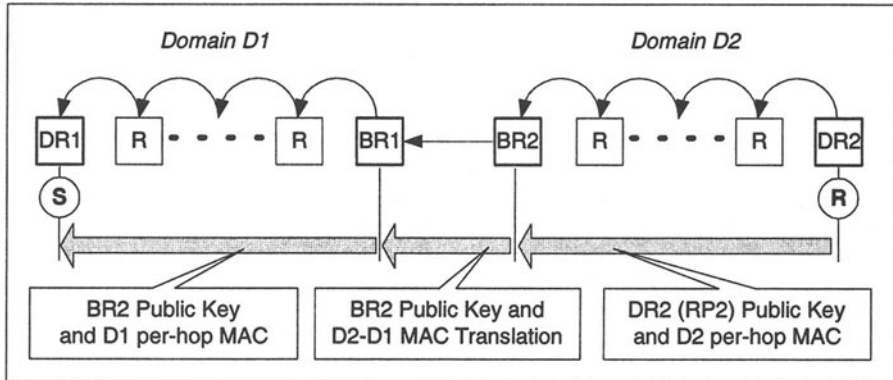 Domain D1
Domain D2
DR1
R
R
BR1
BR2
R
R
DR2
S
R
BR2 Public Key
and D1 per-hop MAC
BR2 Public Key and
D2-D1 MAC Translation
DR2 (RP2) Public Key
and D2 per-hop MAC